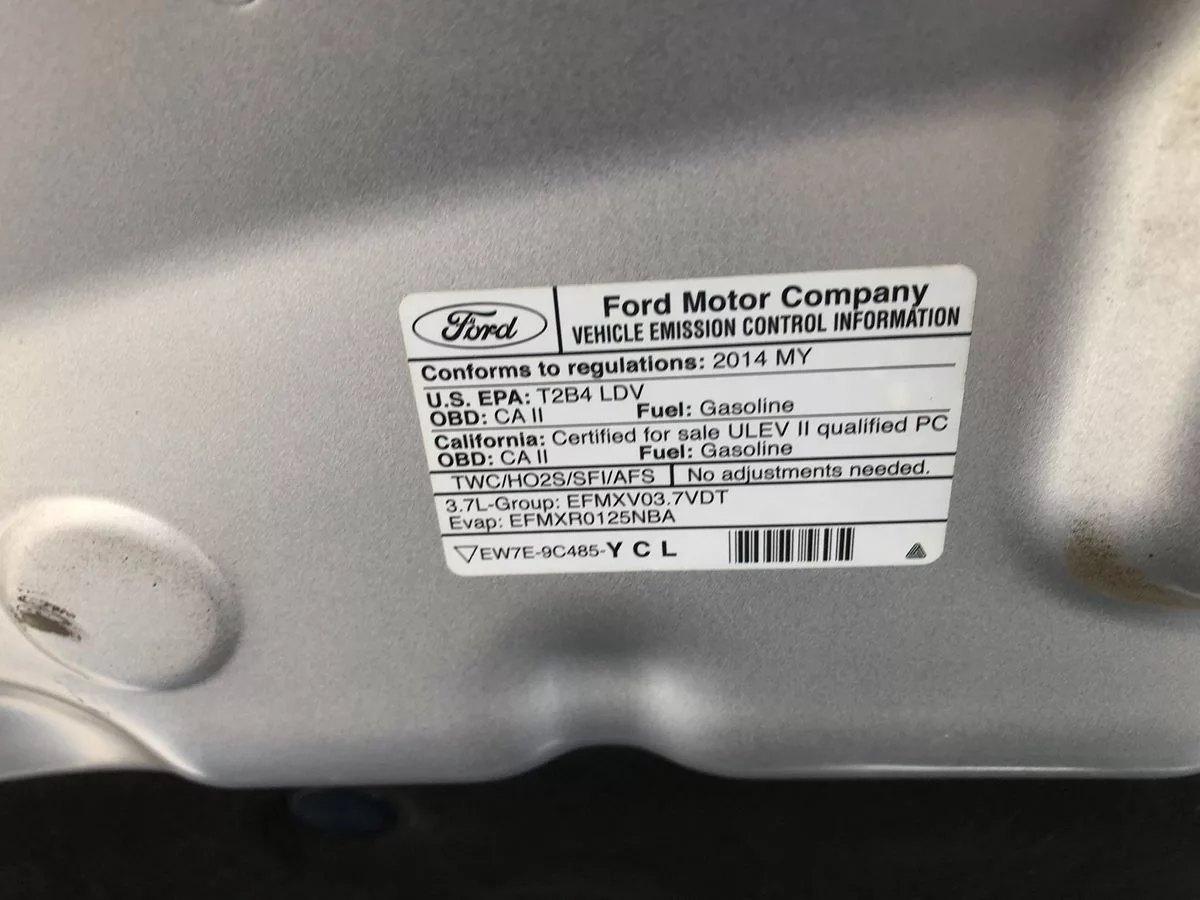 Ford
Ford Motor Company
VEHICLE EMISSION CONTROL INFORMATION
Conforms to regulations: 2014 MY
U.S. EPA: T2B4 LDV
OBD: CA II Fuel: Gasoline
California: Certified for sale ULEV II qualified PC
OBD: CA II Fuel: Gasoline
TWC/HO2S/SFI/AFS No adjustments needed.
3.7L-Group: EFMXV03.7VDT
Evap: EFMXR0125NBA
EW7E-9C485-Y C L